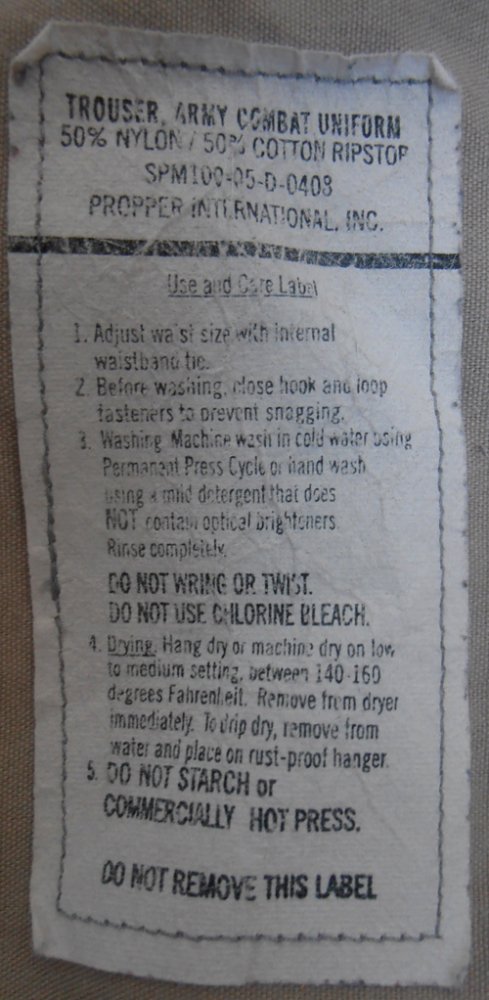 TROUSER, ARMY COMBAT UNIFORM
50% NYLON / 50% COTTON RIPSTOP
SPM100-05-D-0408
PROPPER INTERNATIONAL, INC.
Use and Care Label
1. Adjust waist size with internal
waistband tie.
2. Before washing, close hook and loop
fasteners to prevent snagging.
3. Washing. Machine wash in cold water using
Permanent Press Cycle or hand wash
using a mild detergent that does
NOT contain optical brighteners.
Rinse completely.
DO NOT WRING OR TWIST.
DO NOT USE CHLORINE BLEACH.
4. Drying. Hang dry or machine dry on low
to medium setting, between 140-160
degrees Fahrenheit. Remove from dryer
immediately. To drip dry, remove from
water and place on rust-proof hanger.
5. DO NOT STARCH or
COMMERCIALLY HOT PRESS.
DO NOT REMOVE THIS LABEL